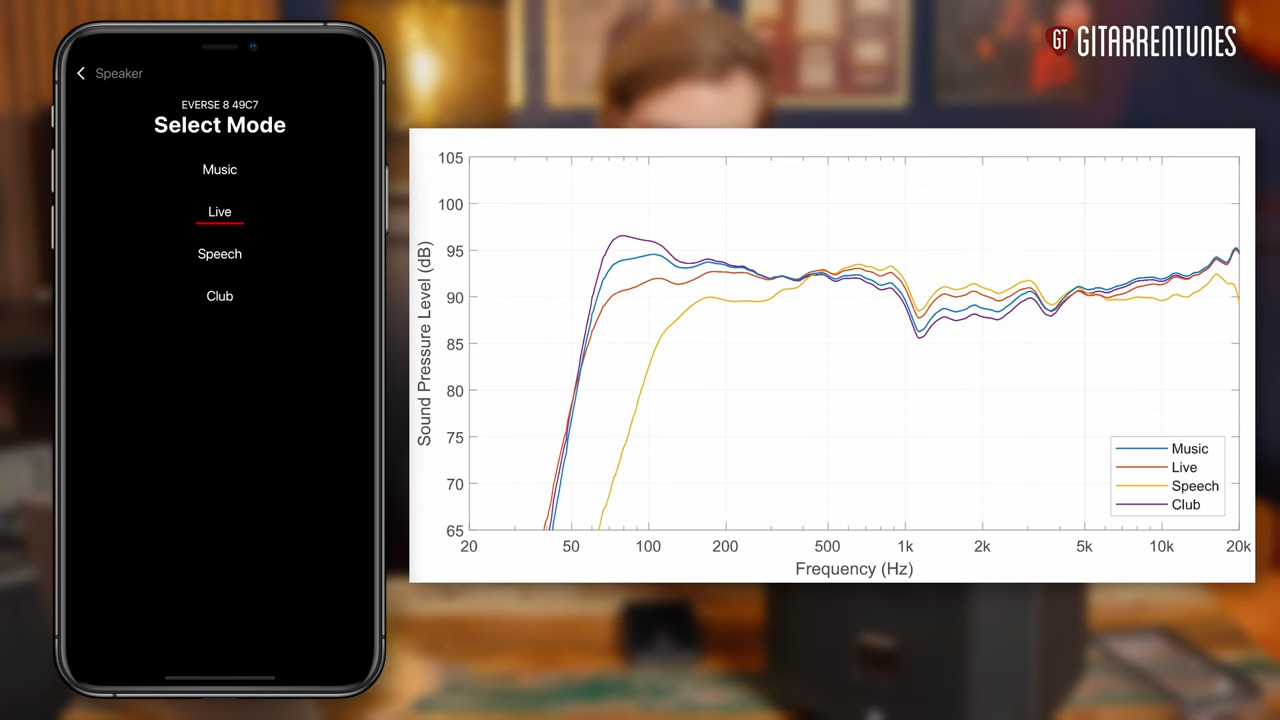 GT GITARRENTUNES
Speaker
EVERSE 8 49C7
Select Mode
Music
Live
Speech
Club
105
100
95
90
85
80
75
70
65
Sound Pressure Level (dB)
20 50 100 200 500 1k 2k 5k 10k 20k
Frequency (Hz)
Music
Live
Speech
Club